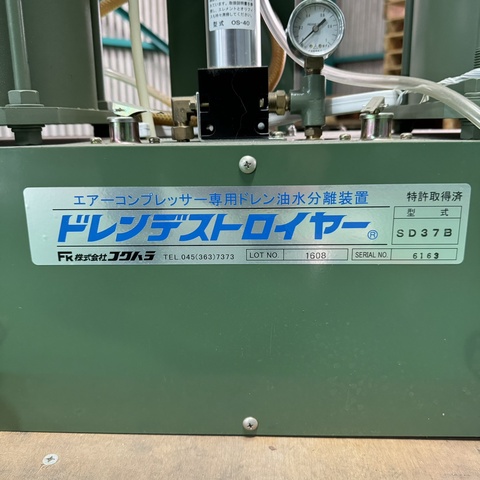 型式 OS-40
エアーコンプレッサー専用ドレン油水分離装置
特許取得済
ドレンデストロイヤー®
型式
SD37B
FK 株式会社フクハラ
TEL.045(363)7373
LOT NO. 1608
SERIAL NO. 6163